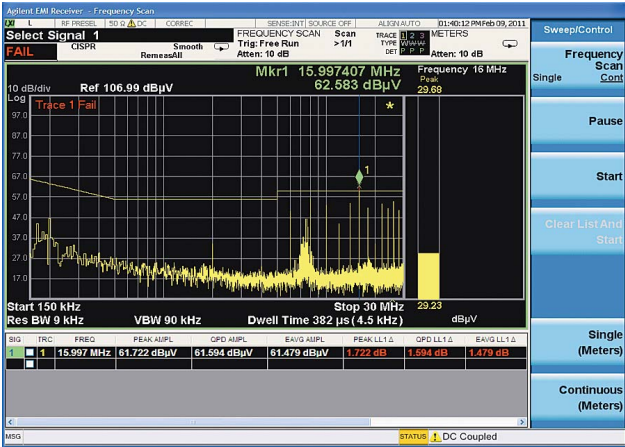 Agilent EMI Receiver - Frequency Scan
LXI L RF PRESEL 50 Ω DC CORREC SENSE:INT SOURCE OFF ALIGN AUTO 01:40:12 PM Feb 09, 2011
Select Signal 1
FREQUENCY SCAN Scan TRACE 1 2 3 METERS
FAIL CISPR Smooth Trig: Free Run >1/1 TYPE WWW
RemeasAll Atten: 10 dB DET P P P Atten: 10 dB
Mkr1 15.997407 MHz
62.583 dBµV
10 dB/div Ref 106.99 dBµV
Log
Trace 1 Fail
97.0
87.0
77.0
67.0
57.0
47.0
37.0
27.0
17.0
1
Start 150 kHz Stop 30 MHz
Res BW 9 kHz VBW 90 kHz Dwell Time 382 µs (4.5 kHz)
Frequency 16 MHz
Peak
29.68
29.23
dBµV
SIG TRC FREQ PEAK AMPL QPD AMPL EAVG AMPL PEAK LL1 Δ QPD LL1 Δ EAVG LL1 Δ
1 1 15.997 MHz 61.722 dBµV 61.594 dBµV 61.479 dBµV 1.722 dB 1.594 dB 1.479 dB
MSG STATUS DC Coupled
Sweep/Control
Frequency
Scan
Single Cont
Pause
Start
Clear List And
Start
Single
(Meters)
Continuous
(Meters)